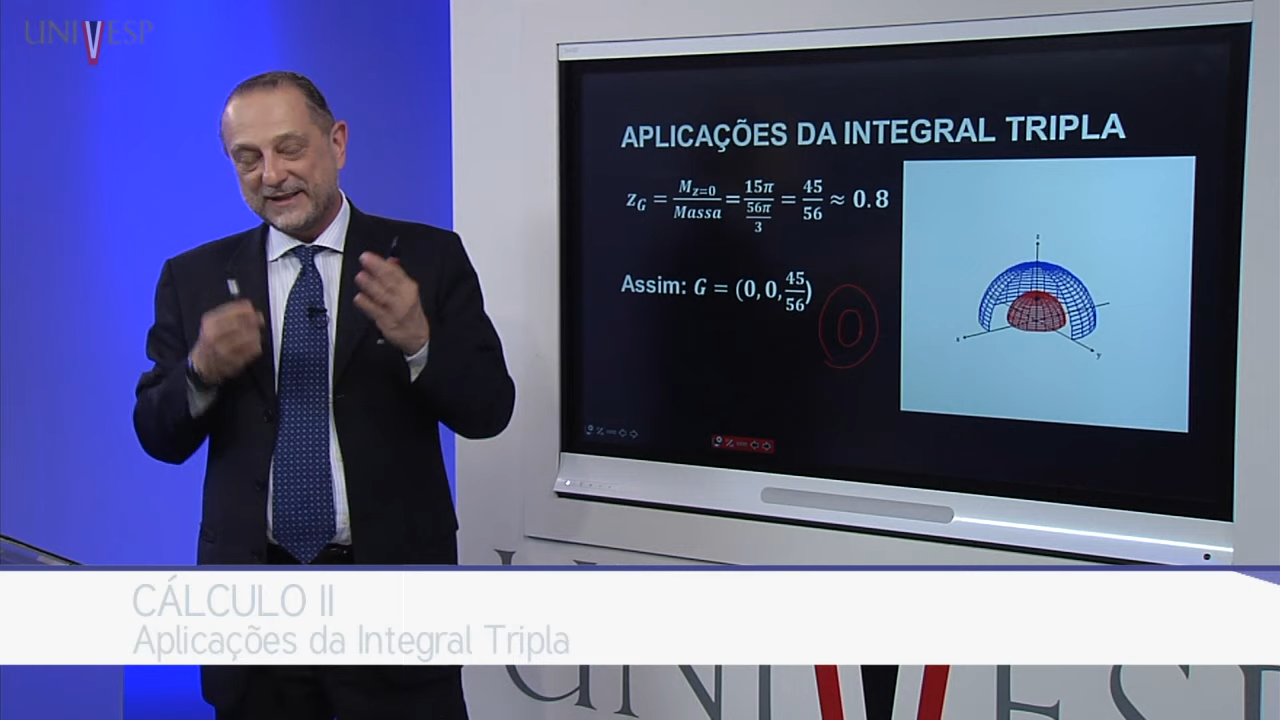 UNIVESP
APLICAÇÕES DA INTEGRAL TRIPLA
z_G = M_{z=0}/Massa = 15π/(56π/3) = 45/56 ≈ 0.8
Assim: G = (0, 0, 45/56)
z
x
y
CÁLCULO II
Aplicações da Integral Tripla
UNIVESP